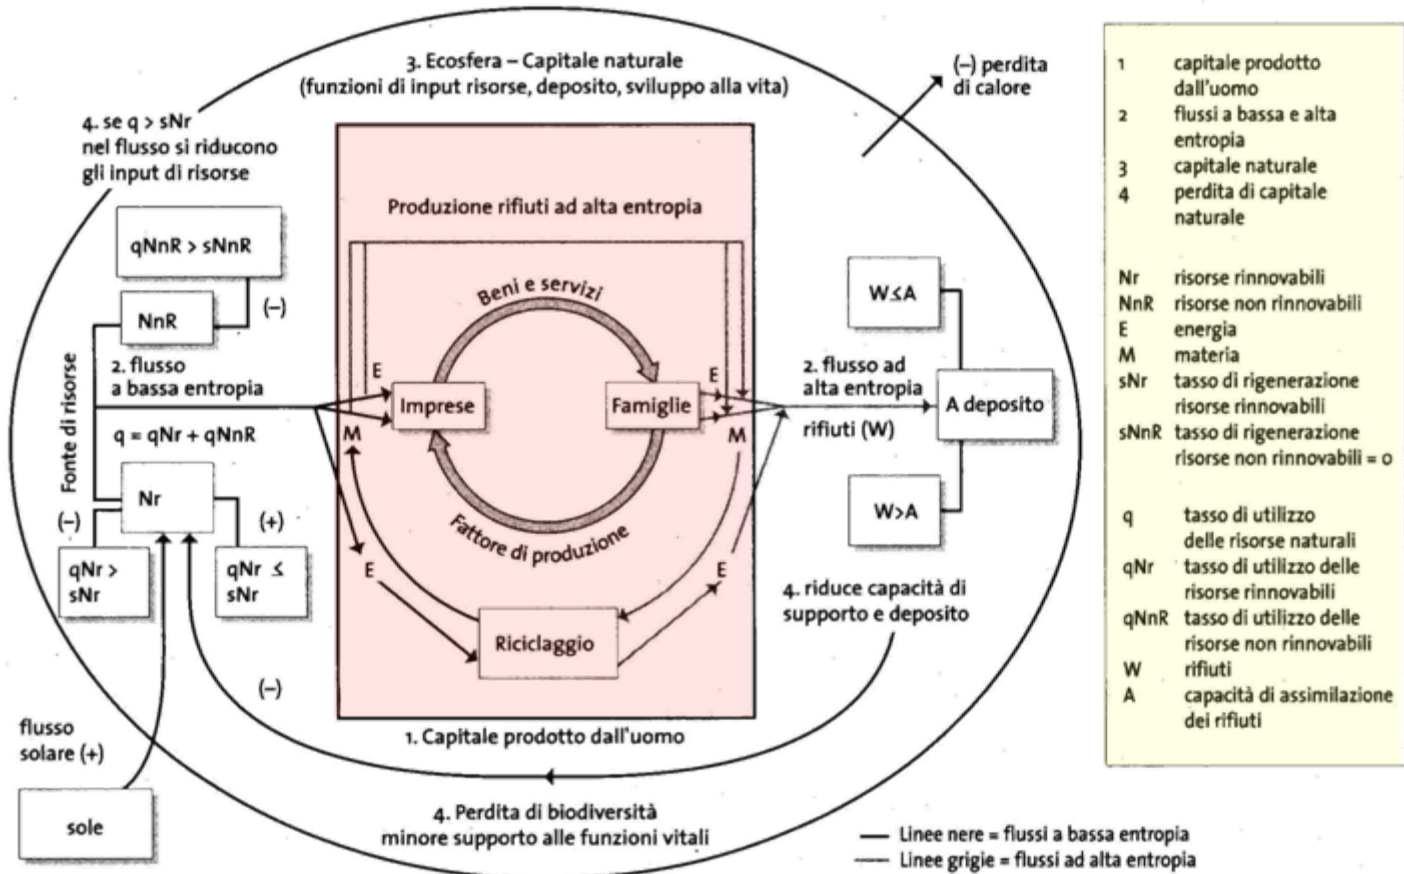 3. Ecosfera – Capitale naturale
(funzioni di input risorse, deposito, sviluppo alla vita)
(–) perdita
di calore
4. se q > sNr
nel flusso si riducono
gli input di risorse
Produzione rifiuti ad alta entropia
qNnR > sNnR
(–)
NnR
Fonte di risorse
2. flusso
a bassa entropia
q = qNr + qNnR
Nr
(–)
(+)
qNr >
sNr
qNr ≤
sNr
(–)
flusso
solare (+)
sole
Beni e servizi
E
Imprese
M
Famiglie
E
M
Fattore di produzione
E
E
Riciclaggio
1. Capitale prodotto dall'uomo
2. flusso ad
alta entropia
rifiuti (W)
W≤A
A deposito
W>A
4. riduce capacità di
supporto e deposito
4. Perdita di biodiversità
minore supporto alle funzioni vitali
Linee nere = flussi a bassa entropia
Linee grigie = flussi ad alta entropia
1 capitale prodotto
dall'uomo
2 flussi a bassa e alta
entropia
3 capitale naturale
4 perdita di capitale
naturale
Nr risorse rinnovabili
NnR risorse non rinnovabili
E energia
M materia
sNr tasso di rigenerazione
risorse rinnovabili
sNnR tasso di rigenerazione
risorse non rinnovabili = 0
q tasso di utilizzo
delle risorse naturali
qNr tasso di utilizzo delle
risorse rinnovabili
qNnR tasso di utilizzo delle
risorse non rinnovabili
W rifiuti
A capacità di assimilazione
dei rifiuti